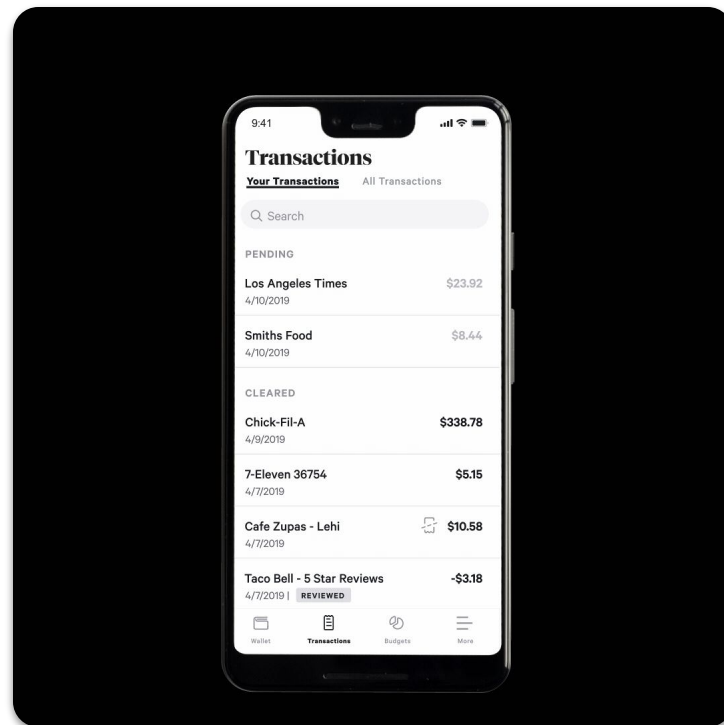 9:41
Transactions
Your Transactions All Transactions
Search
PENDING
Los Angeles Times $23.92
4/10/2019
Smiths Food $8.44
4/10/2019
CLEARED
Chick-Fil-A $338.78
4/9/2019
7-Eleven 36754 $5.15
4/7/2019
Cafe Zupas - Lehi $10.58
4/7/2019
Taco Bell - 5 Star Reviews -$3.18
4/7/2019 | REVIEWED
Wallet Transactions Budgets More